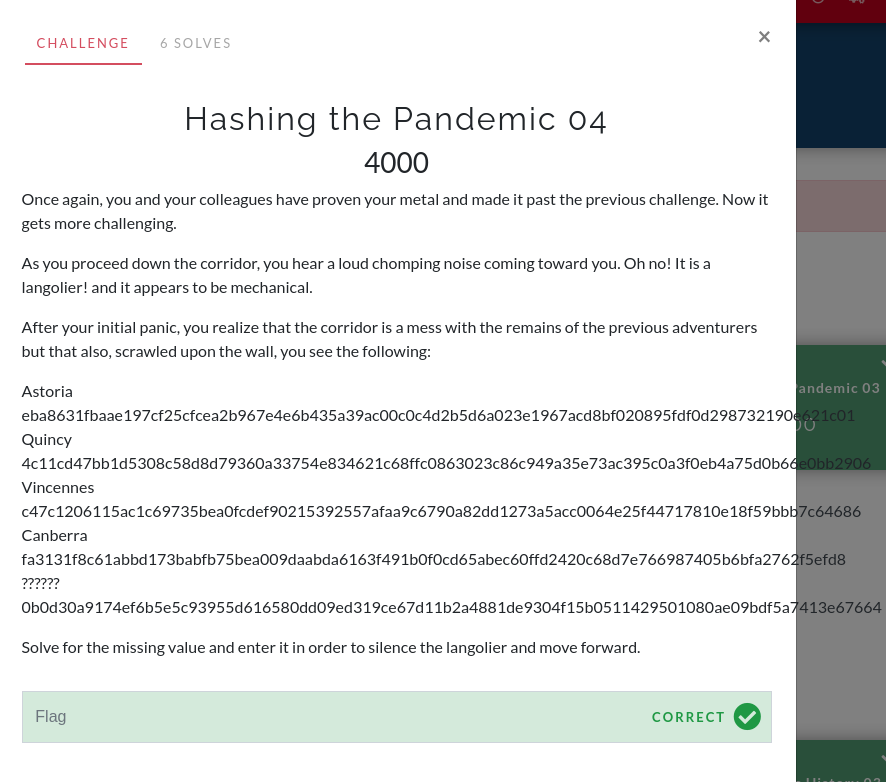 CHALLENGE
6 SOLVES
×
Hashing the Pandemic 04
4000
Once again, you and your colleagues have proven your metal and made it past the previous challenge. Now it
gets more challenging.
As you proceed down the corridor, you hear a loud chomping noise coming toward you. Oh no! It is a
langolier! and it appears to be mechanical.
After your initial panic, you realize that the corridor is a mess with the remains of the previous adventurers
but that also, scrawled upon the wall, you see the following:
Astoria
eba8631fbaae197cf25cfcea2b967e4e6b435a39ac00c0c4d2b5d6a023e1967acd8bf020895fdf0d298732190e621c01
Quincy
4c11cd47bb1d5308c58d8d79360a33754e834621c68ffc0863023c86c949a35e73ac395c0a3f0eb4a75d0b66e0bb2906
Vincennes
c47c1206115ac1c69735bea0fcdef90215392557afaa9c6790a82dd1273a5acc0064e25f44717810e18f59bbb7c64686
Canberra
fa3131f8c61abbd173babfb75bea009daabda6163f491b0f0cd65abec60ffd2420c68d7e766987405b6bfa2762f5efd8
??????
0b0d30a9174ef6b5e5c93955d616580dd09ed319ce67d11b2a4881de9304f15b0511429501080ae09bdf5a7413e67664
Solve for the missing value and enter it in order to silence the langolier and move forward.
Flag
CORRECT
Pandemic 03